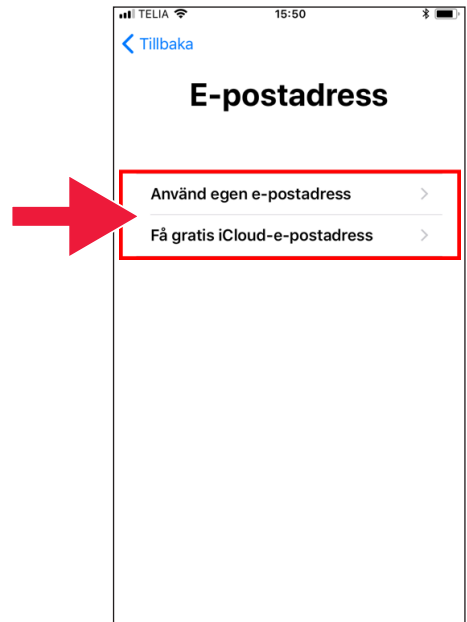 TELIA 15:50
Tillbaka
E-postadress
Använd egen e-postadress
Få gratis iCloud-e-postadress